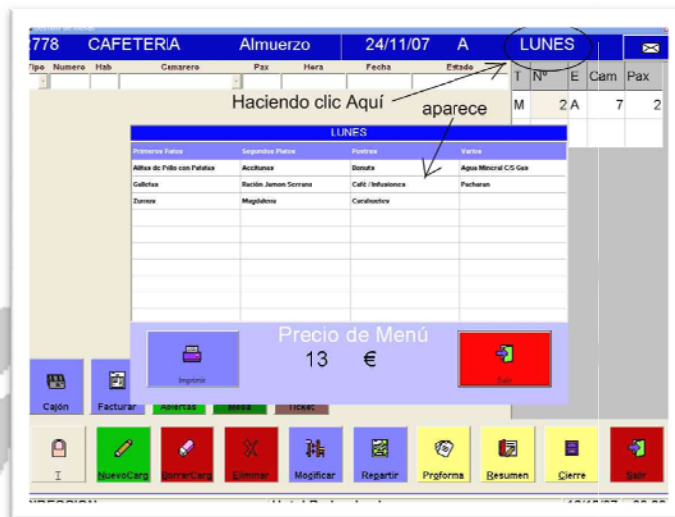 778 CAFETERIA Almuerzo 24/11/07 A LUNES
Tipo Numero Hab Camarero Pax Hora Fecha Estado
T Nº E Cam Pax
Haciendo clic Aquí
aparece
M 2 A 7 2
LUNES
Primeros Patos Segundos Platos Postres Varios
Alitas de Pollo con Patatas Aceitunas Donuts Agua Mineral C/S Gas
Galletas Ración Jamon Serrano Café / Infusiones Pacharan
Zumos Magdalena Cacahuetes
Precio de Menú
13 €
Imprimir
Salir
Cajón Facturar Abiertas Mesa Ticket
I NuevoCarg BorrarCarg Eliminar Mogificar Repartir Proforma Resumen Cierre Salir